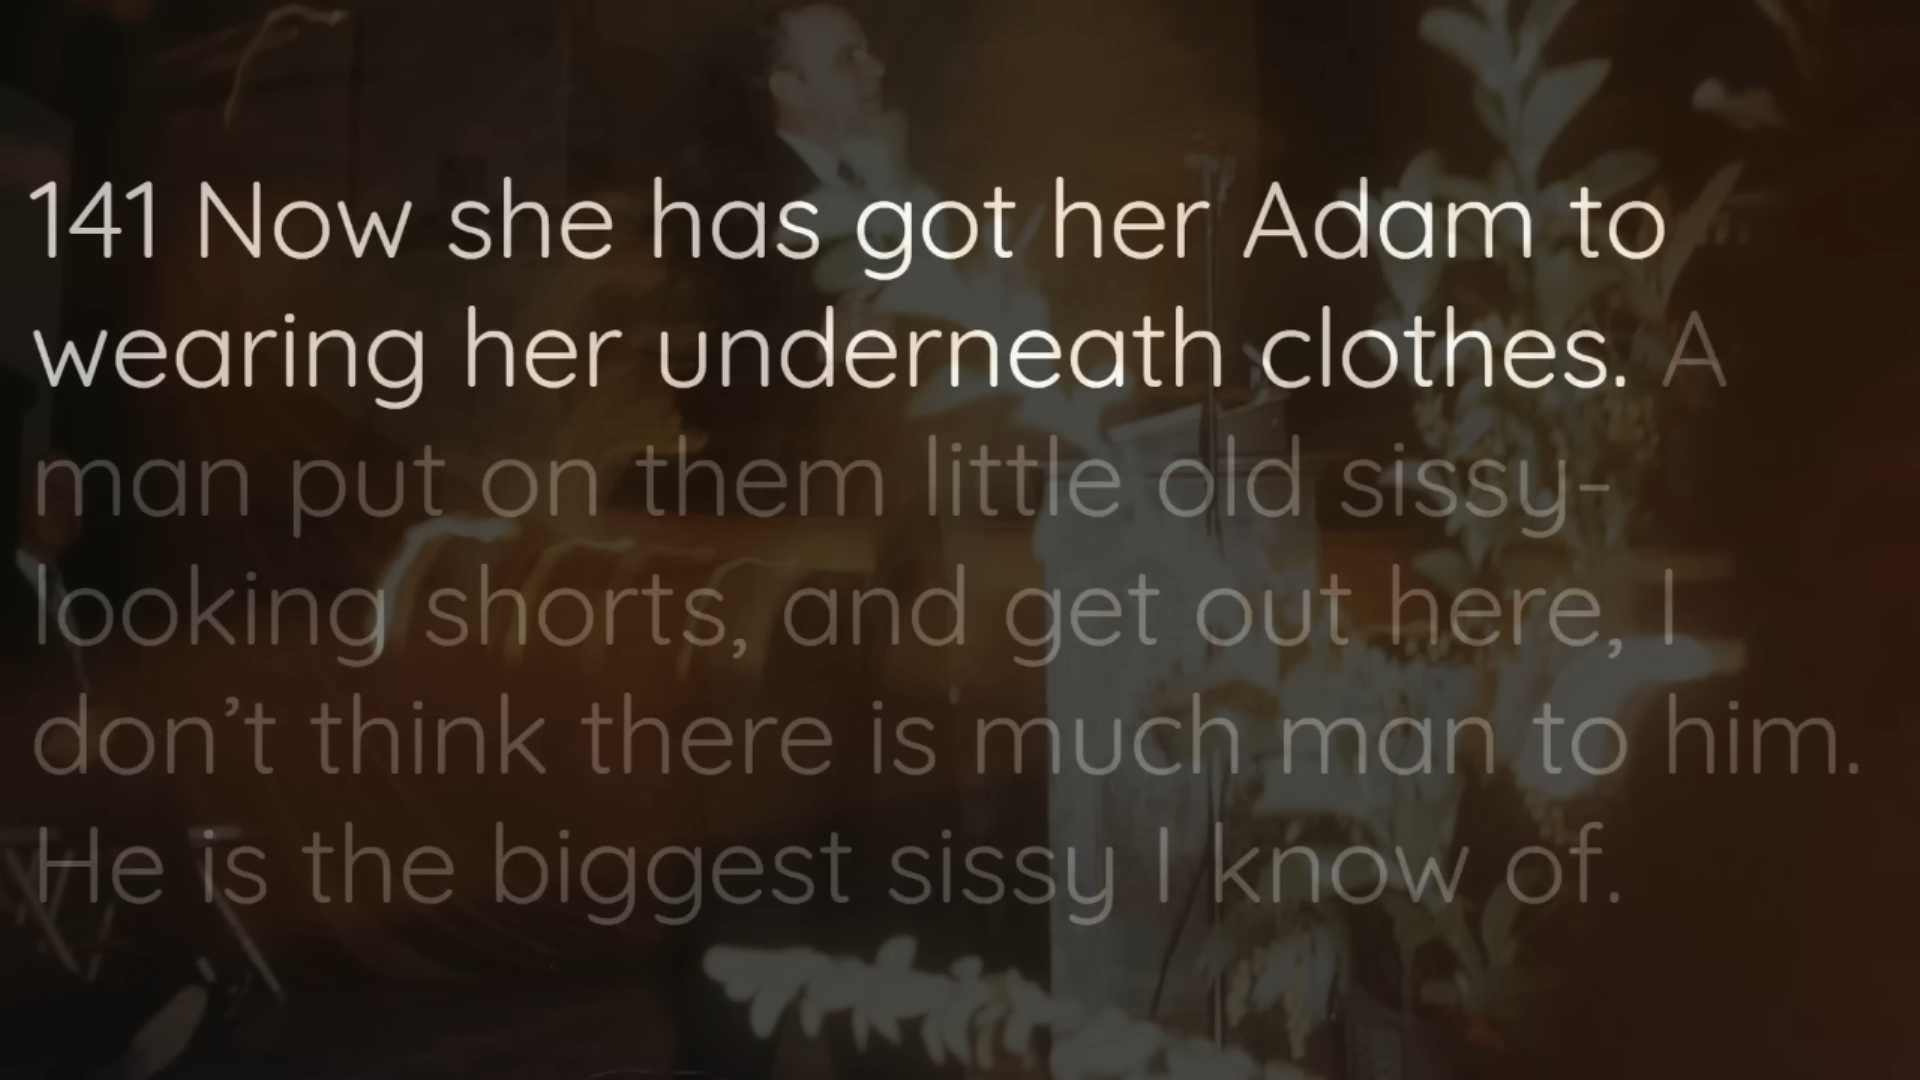 141 Now she has got her Adam to
wearing her underneath clothes. A
man put on them little old sissy-
looking shorts, and get out here, I
don’t think there is much man to him.
He is the biggest sissy I know of.